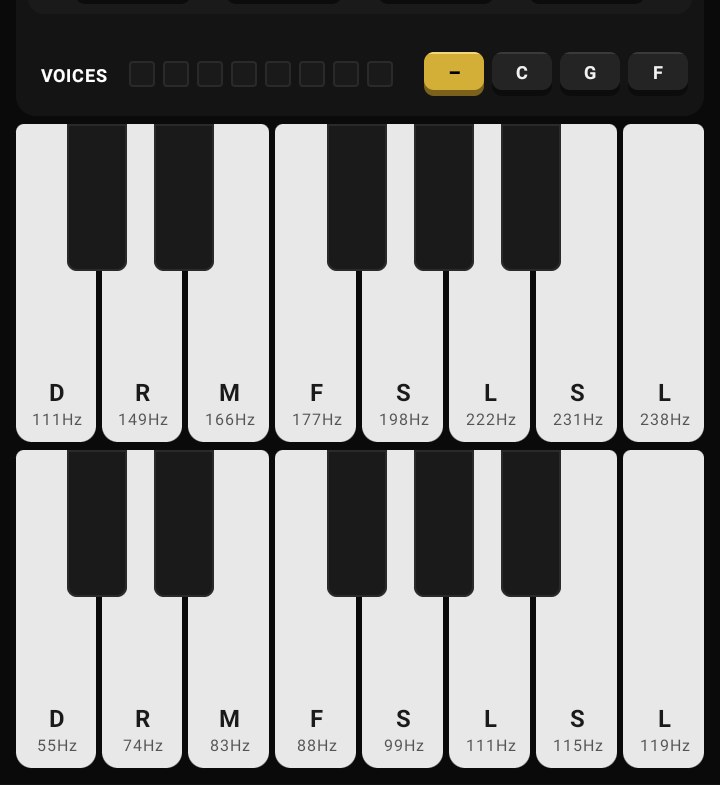 VOICES – C G F
D R M F S L S L
111Hz 149Hz 166Hz 177Hz 198Hz 222Hz 231Hz 238Hz
D R M F S L S L
55Hz 74Hz 83Hz 88Hz 99Hz 111Hz 115Hz 119Hz